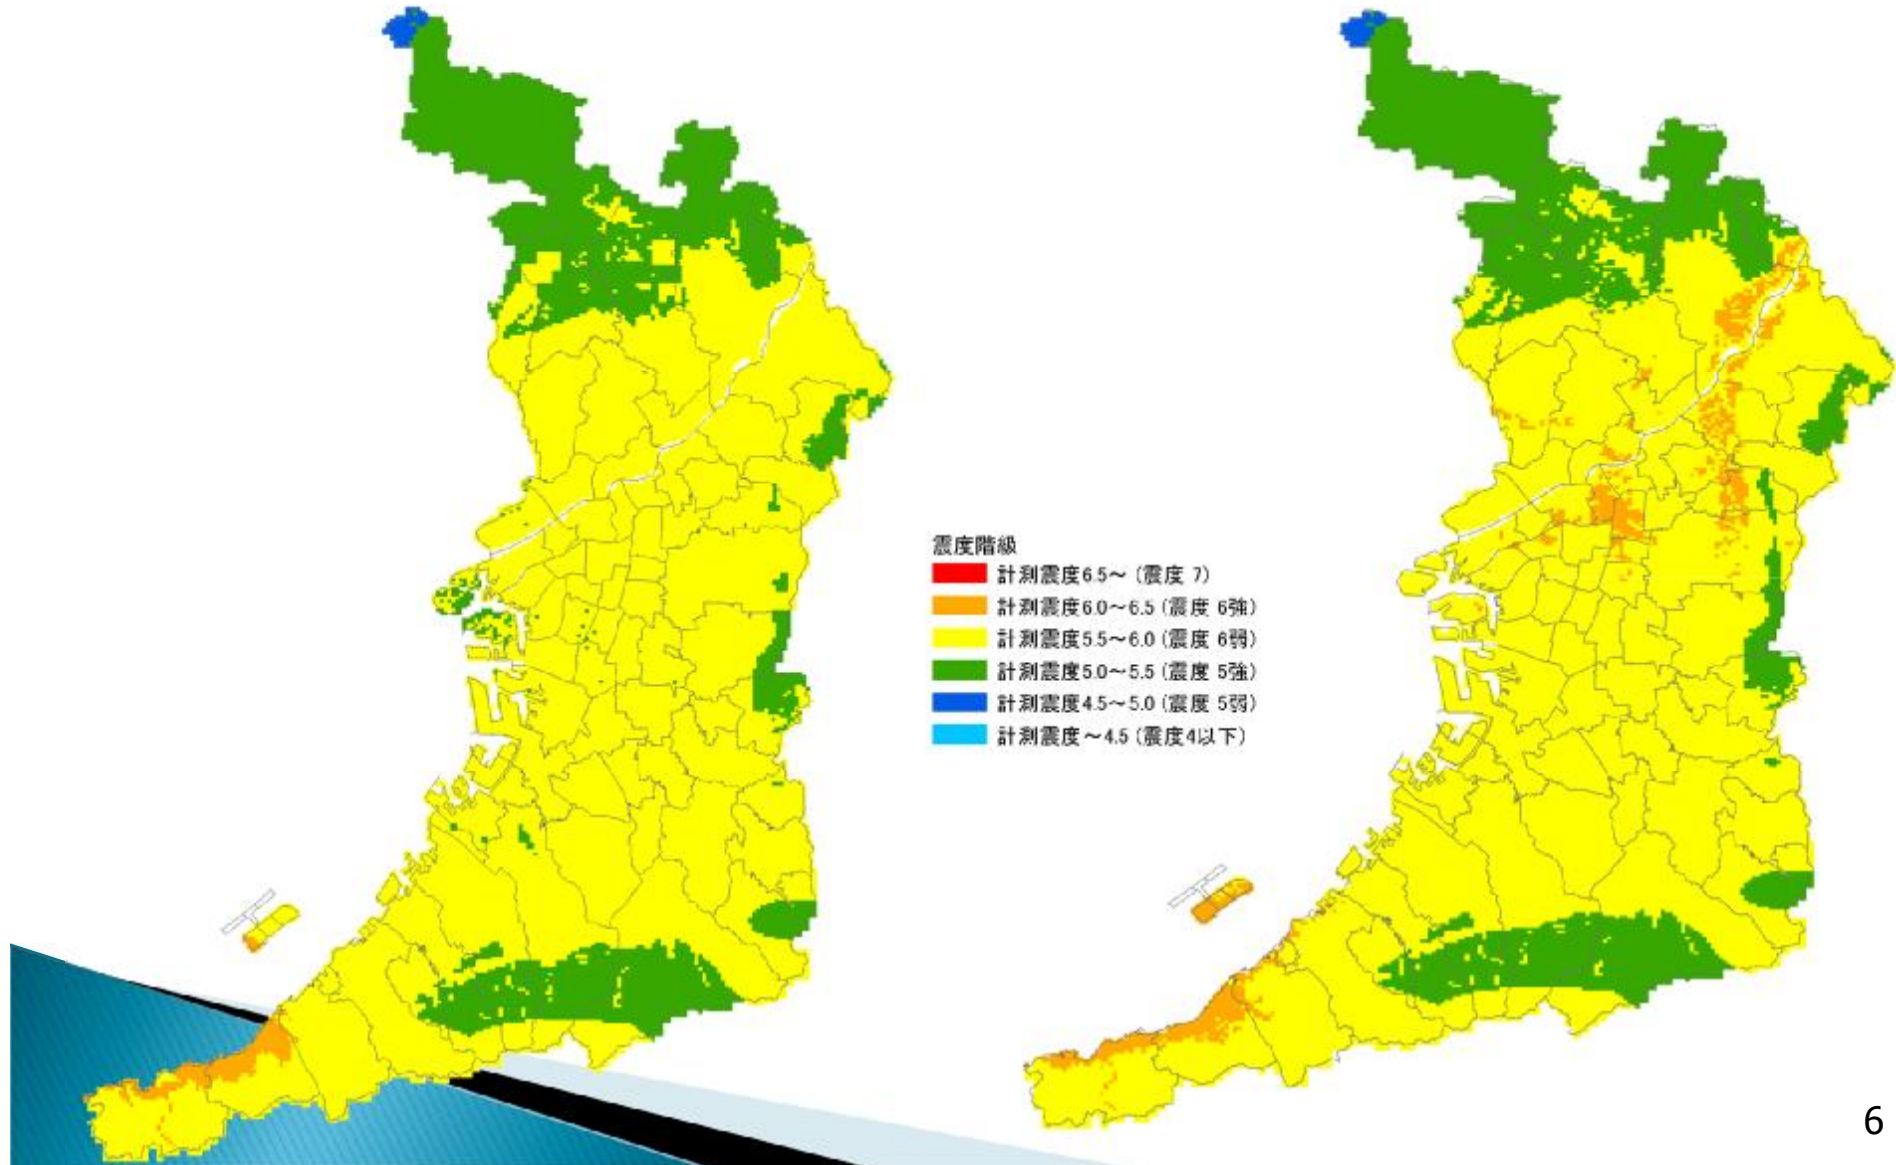 震度階級
計測震度6.5～ (震度 7)
計測震度6.0～6.5 (震度 6強)
計測震度5.5～6.0 (震度 6弱)
計測震度5.0～5.5 (震度 5強)
計測震度4.5～5.0 (震度 5弱)
計測震度～4.5 (震度4以下)
6